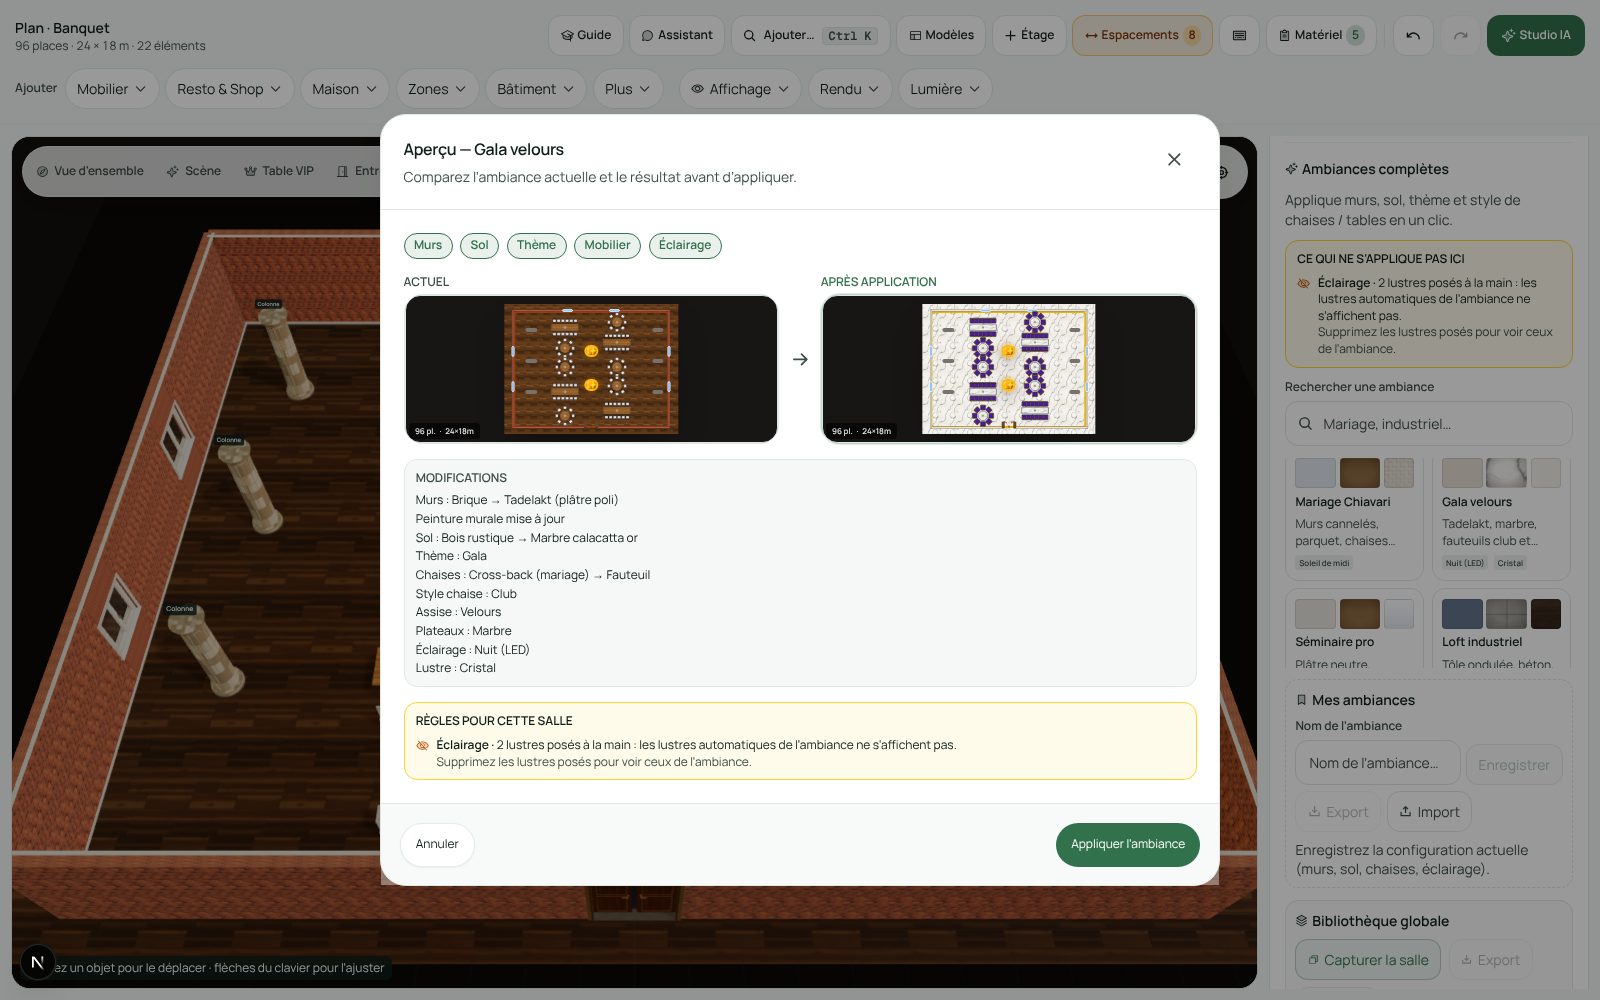 Plan · Banquet
96 places · 24 × 18 m · 22 éléments
Guide
Assistant
Ajouter... Ctrl K
Modèles
Étage
Espacements 8
Matériel 5
Studio IA
Ajouter
Mobilier
Resto & Shop
Maison
Zones
Bâtiment
Plus
Affichage
Rendu
Lumière
Vue d'ensemble
Scène
Table VIP
Entr
Colonne
Colonne
Colonne
ez un objet pour le déplacer · flèches du clavier pour l'ajuster
N
Aperçu — Gala velours
Comparez l'ambiance actuelle et le résultat avant d'appliquer.
Murs
Sol
Thème
Mobilier
Éclairage
ACTUEL
96 pl. · 24×18m
APRÈS APPLICATION
96 pl. · 24×18m
MODIFICATIONS
Murs : Brique → Tadelakt (plâtre poli)
Peinture murale mise à jour
Sol : Bois rustique → Marbre calacatta or
Thème : Gala
Chaises : Cross-back (mariage) → Fauteuil
Style chaise : Club
Assise : Velours
Plateaux : Marbre
Éclairage : Nuit (LED)
Lustre : Cristal
RÈGLES POUR CETTE SALLE
Éclairage · 2 lustres posés à la main : les lustres automatiques de l'ambiance ne s'affichent pas.
Supprimez les lustres posés pour voir ceux de l'ambiance.
Annuler
Appliquer l'ambiance
Ambiances complètes
Applique murs, sol, thème et style de
chaises / tables en un clic.
CE QUI NE S'APPLIQUE PAS ICI
Éclairage · 2 lustres posés à la main : les
lustres automatiques de l'ambiance ne
s'affichent pas.
Supprimez les lustres posés pour voir ceux
de l'ambiance.
Rechercher une ambiance
Mariage, industriel...
Mariage Chiavari
Murs cannelés,
parquet, chaises...
Soleil de midi
Gala velours
Tadelakt, marbre,
fauteuils club et...
Nuit (LED)
Cristal
Séminaire pro
Plâtre neutre,
Loft industriel
Tôle ondulée, béton,
Mes ambiances
Nom de l'ambiance
Nom de l'ambiance...
Enregistrer
Export
Import
Enregistrez la configuration actuelle
(murs, sol, chaises, éclairage).
Bibliothèque globale
Capturer la salle
Export